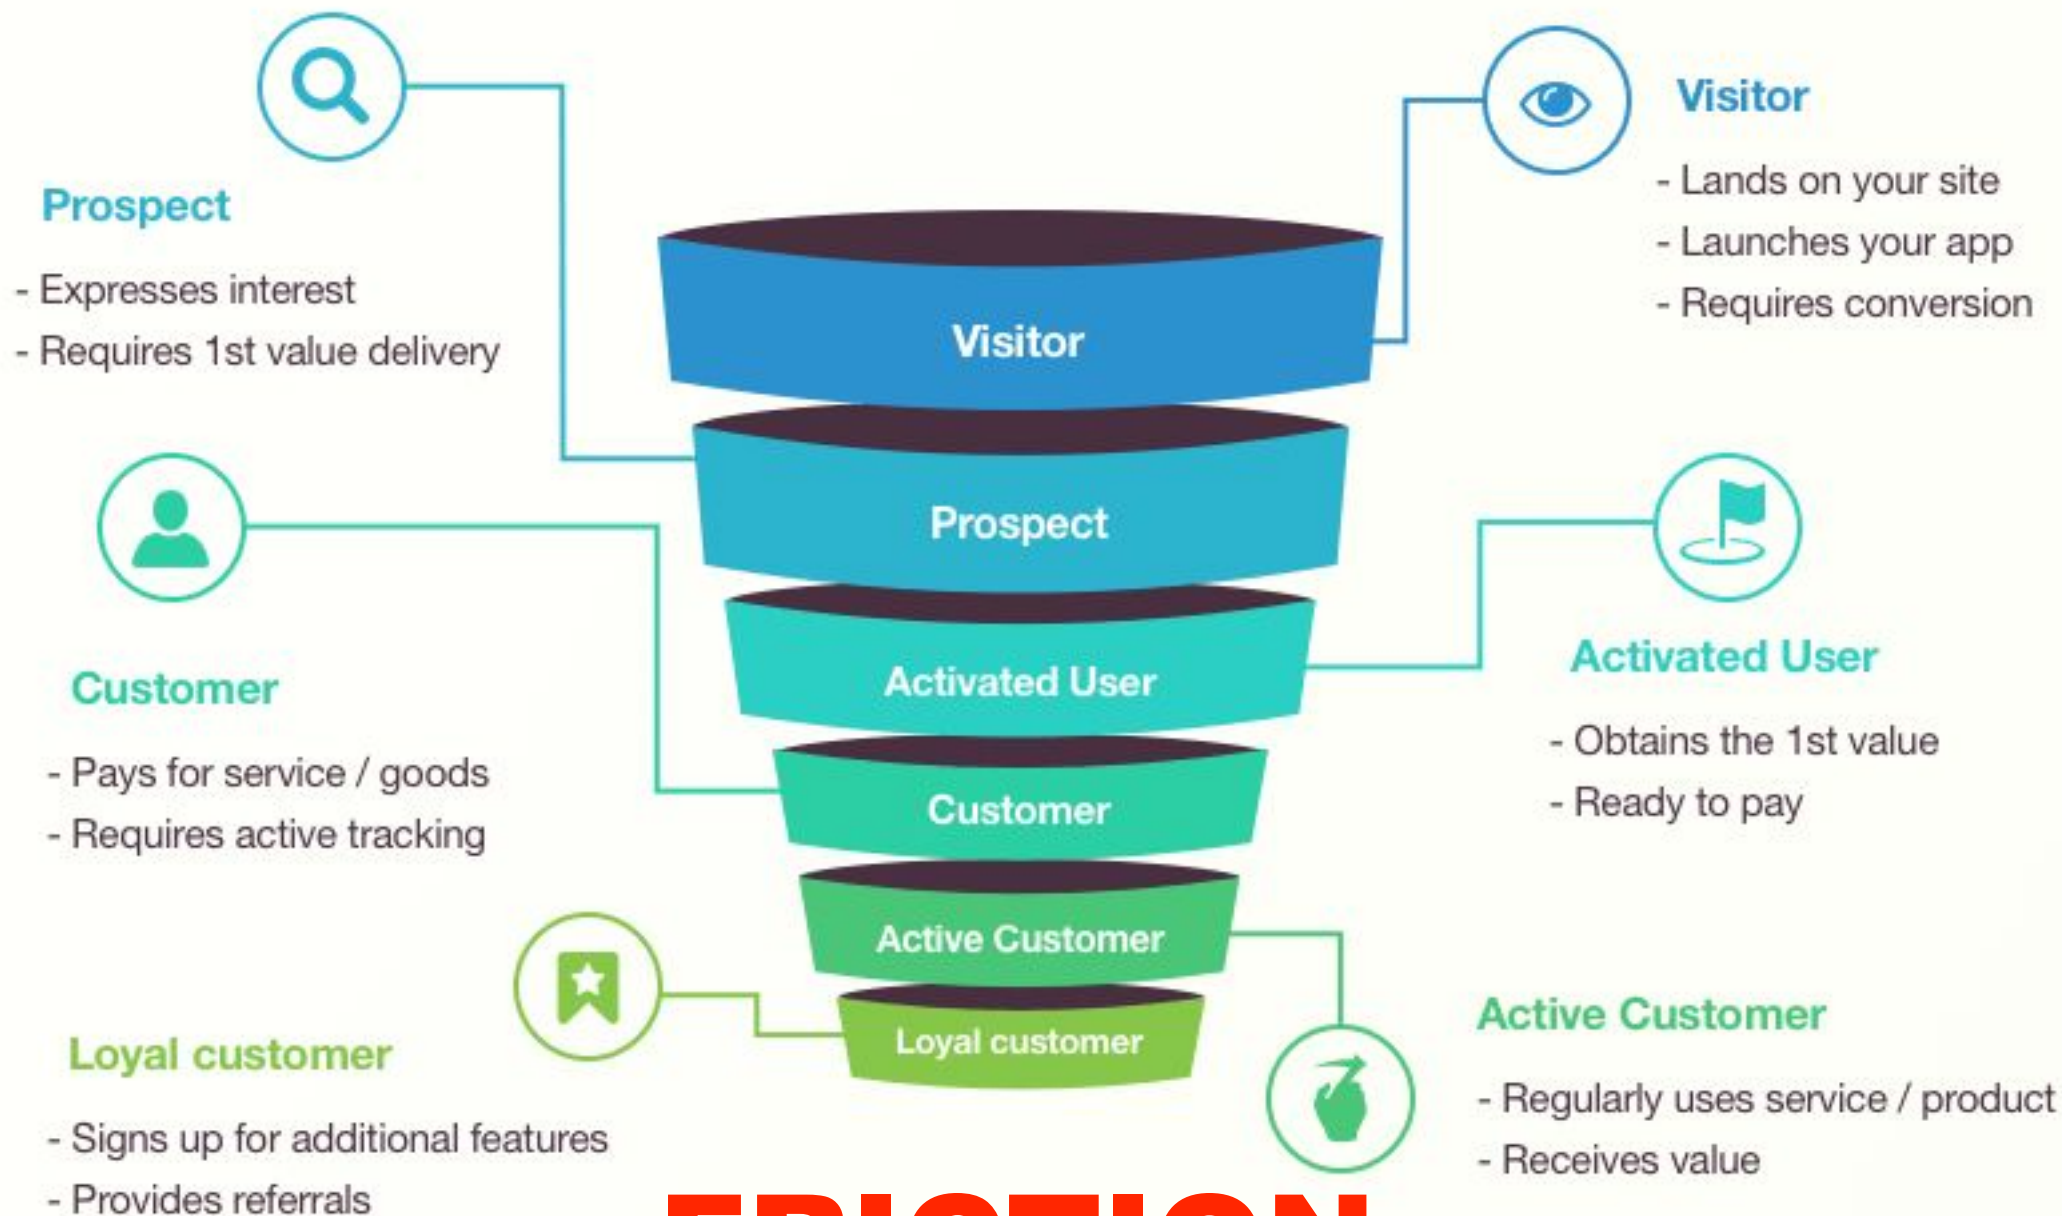 Visitor
- Lands on your site
- Launches your app
- Requires conversion
Prospect
- Expresses interest
- Requires 1st value delivery
Visitor
Prospect
Activated User
Customer
Active Customer
Loyal customer
Activated User
- Obtains the 1st value
- Ready to pay
Customer
- Pays for service / goods
- Requires active tracking
Active Customer
- Regularly uses service / product
- Receives value
Loyal customer
- Signs up for additional features
- Provides referrals
FRICTION